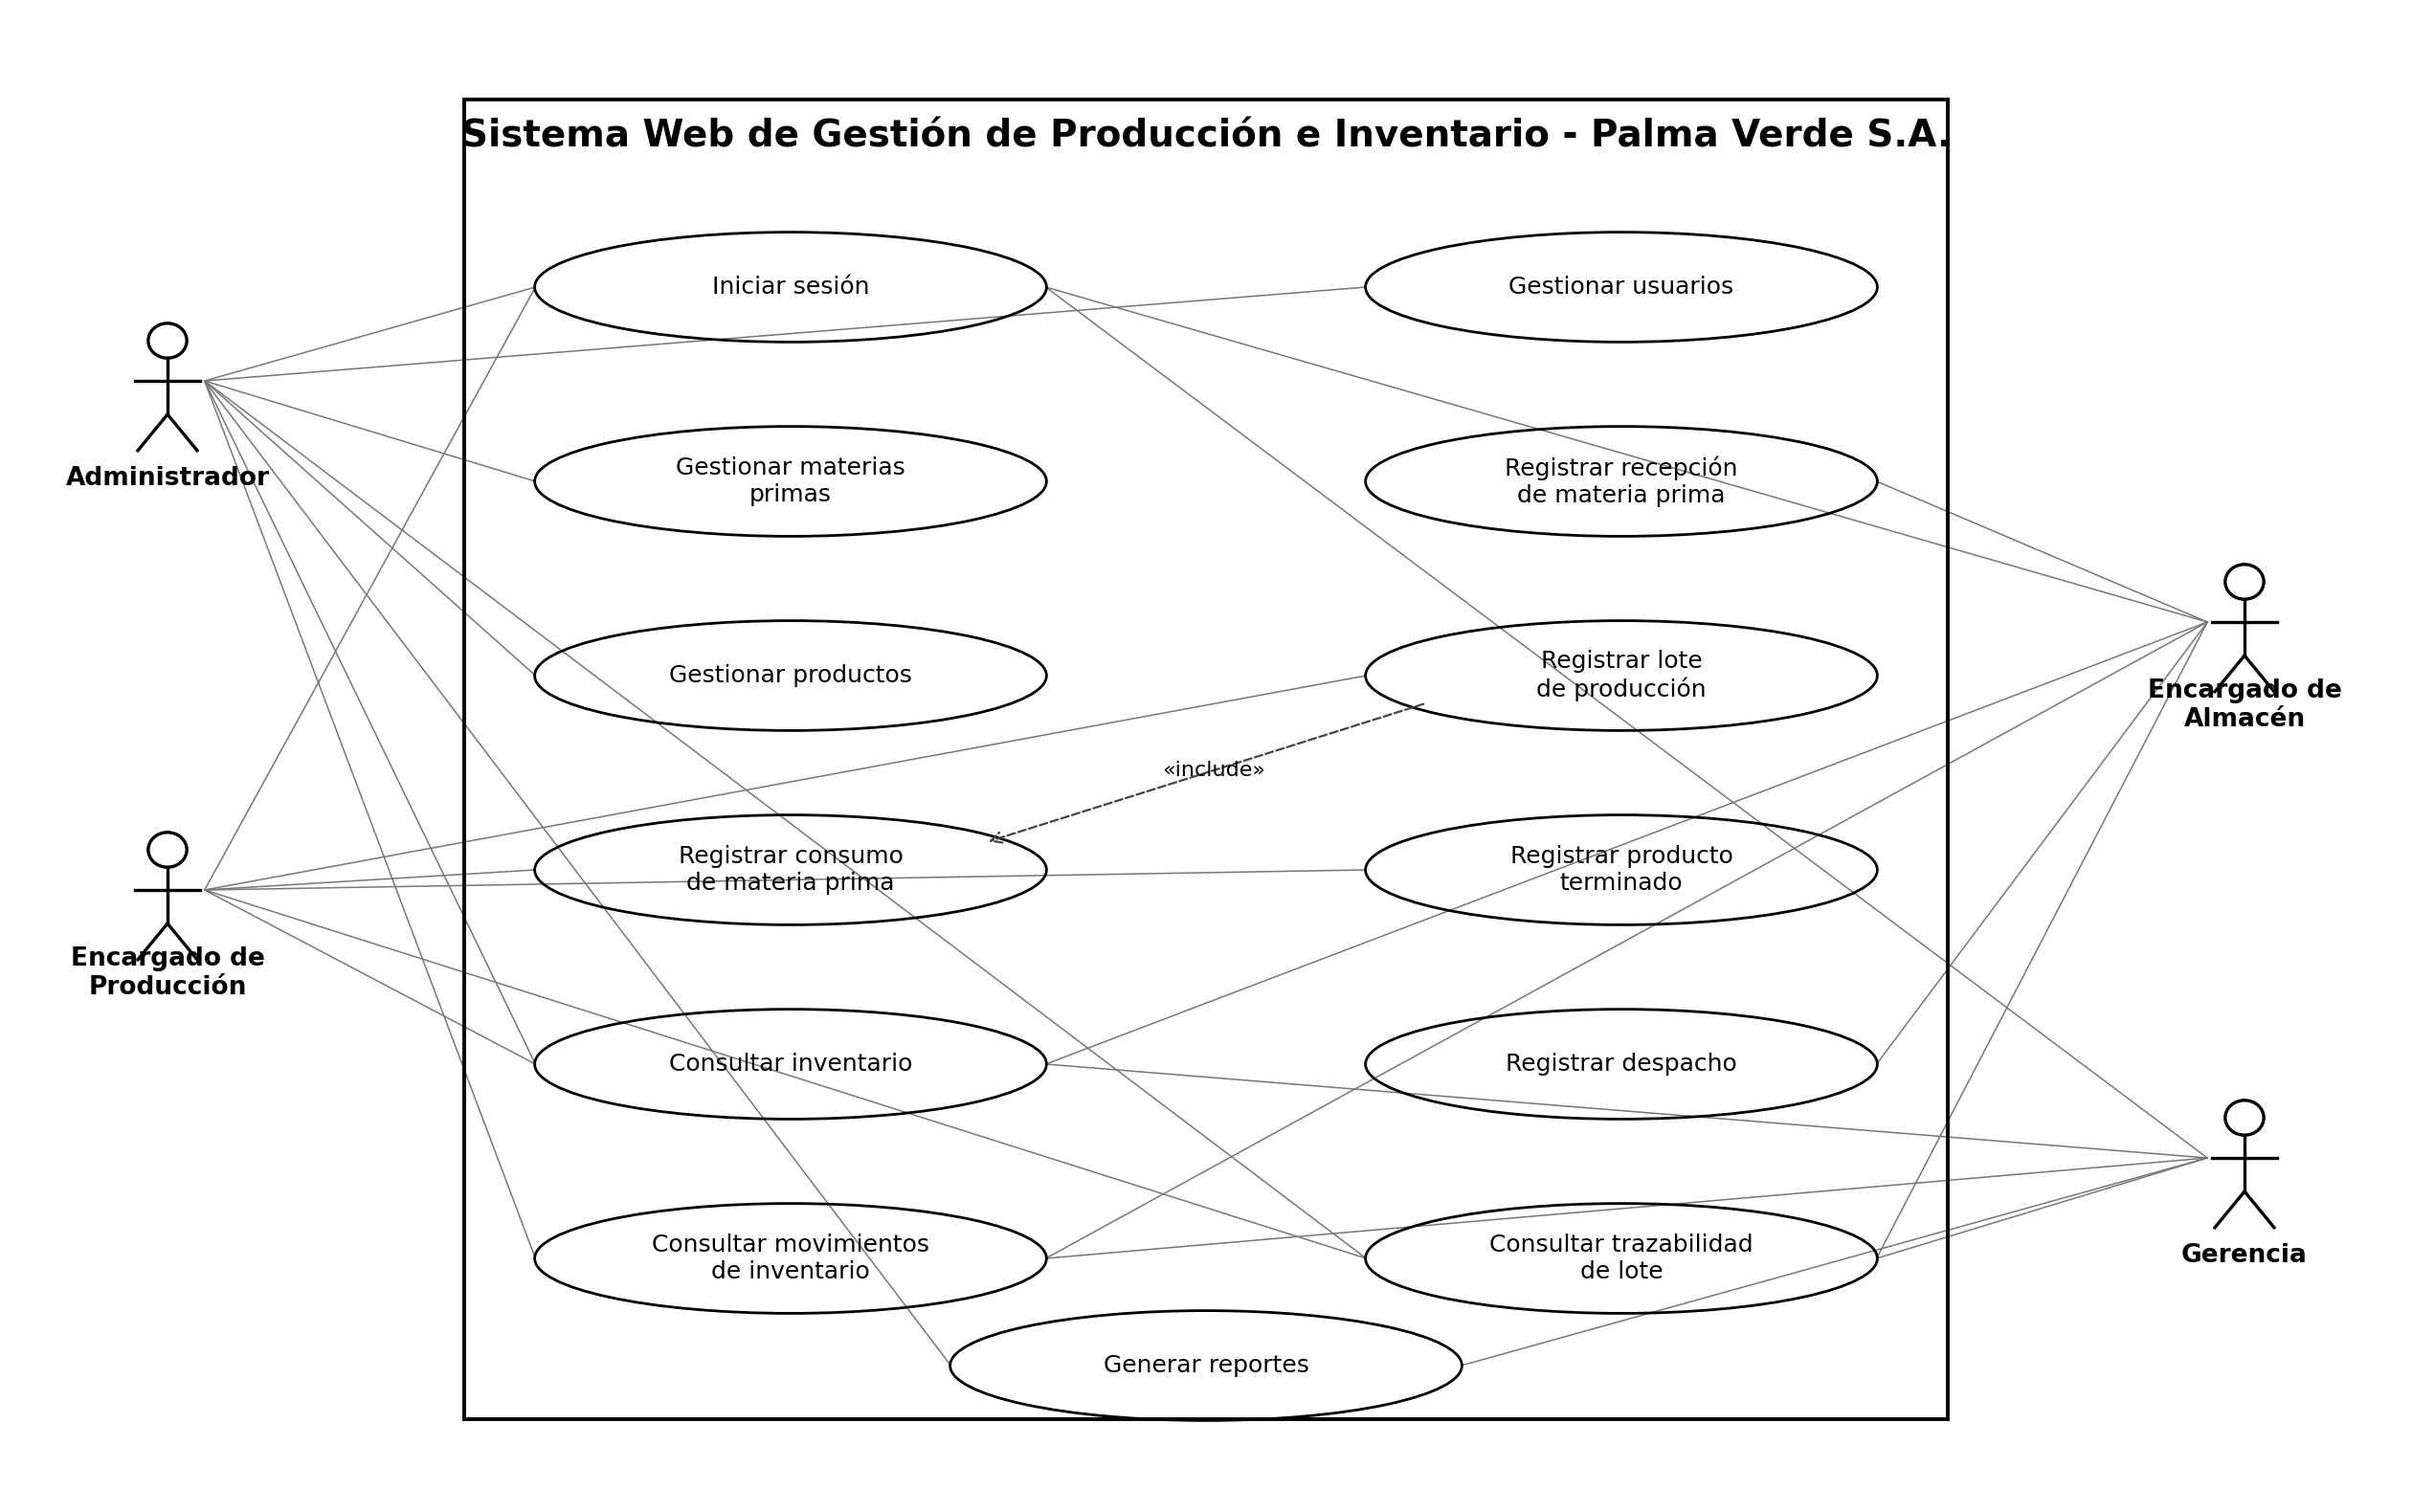 Sistema Web de Gestión de Producción e Inventario - Palma Verde S.A.
Iniciar sesión
Gestionar usuarios
Administrador
Gestionar materias
primas
Registrar recepción
de materia prima
Gestionar productos
Registrar lote
de producción
Encargado de
Almacén
«include»
Registrar consumo
de materia prima
Registrar producto
terminado
Encargado de
Producción
Consultar inventario
Registrar despacho
Consultar movimientos
de inventario
Consultar trazabilidad
de lote
Gerencia
Generar reportes